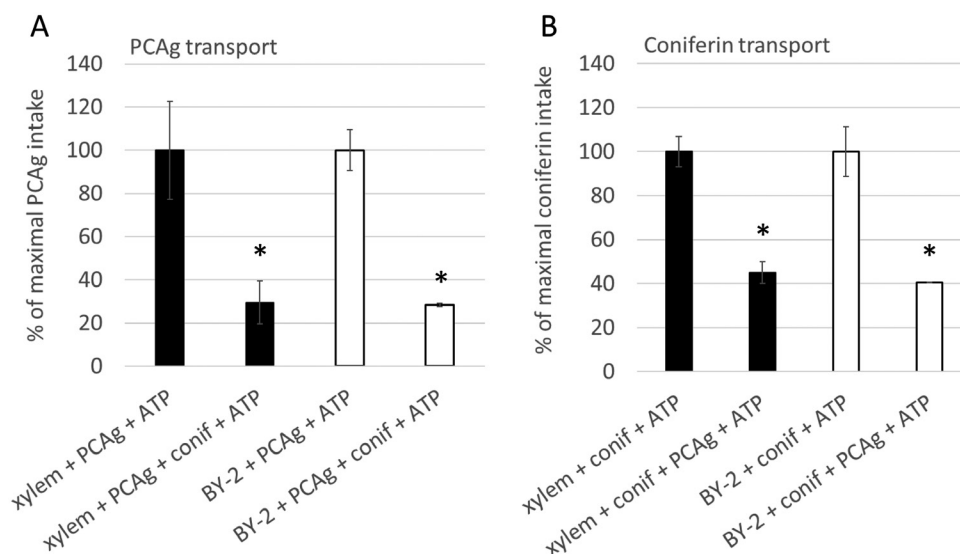 A
PCAg transport
% of maximal PCAg intake
140
120
100
80
60
40
20
0
*
*
xylem + PCAg + ATP
xylem + PCAg + conif + ATP
BY-2 + PCAg + ATP
BY-2 + PCAg + conif + ATP
B
Coniferin transport
% of maximal coniferin intake
140
120
100
80
60
40
20
0
*
*
xylem + conif + ATP
xylem + conif + PCAg + ATP
BY-2 + conif + ATP
BY-2 + conif + PCAg + ATP